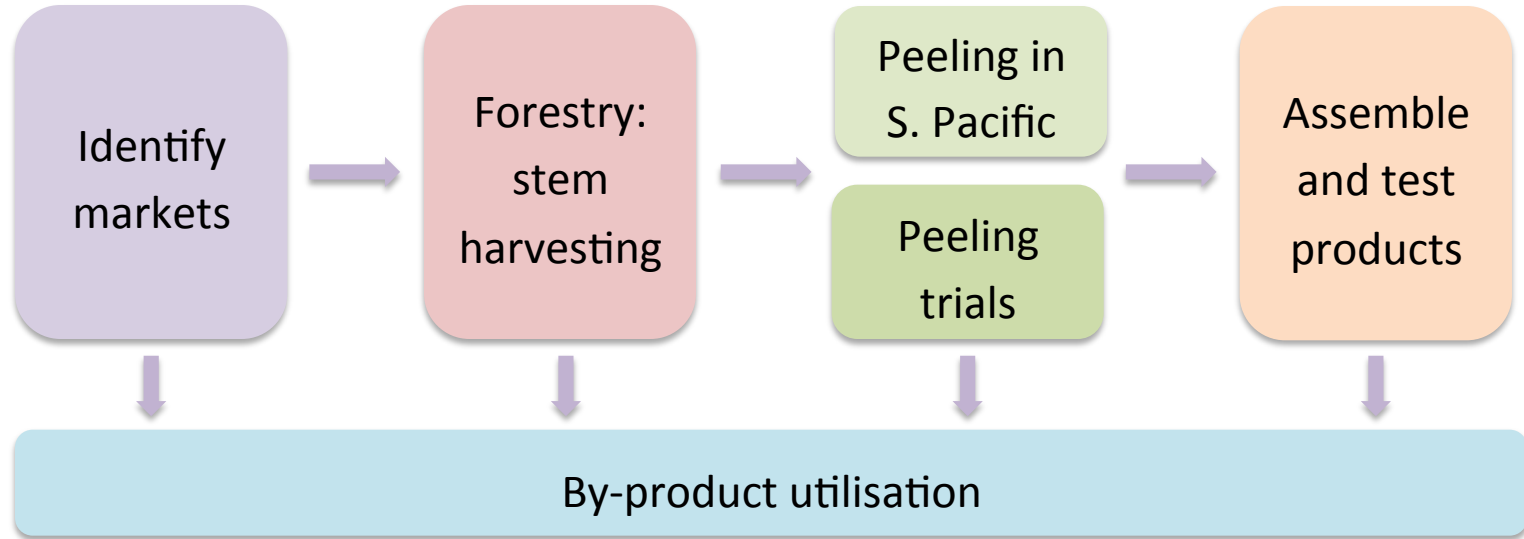 Identify
markets
Forestry:
stem
harvesting
Peeling in
S. Pacific
Peeling
trials
Assemble
and test
products
By-product utilisation